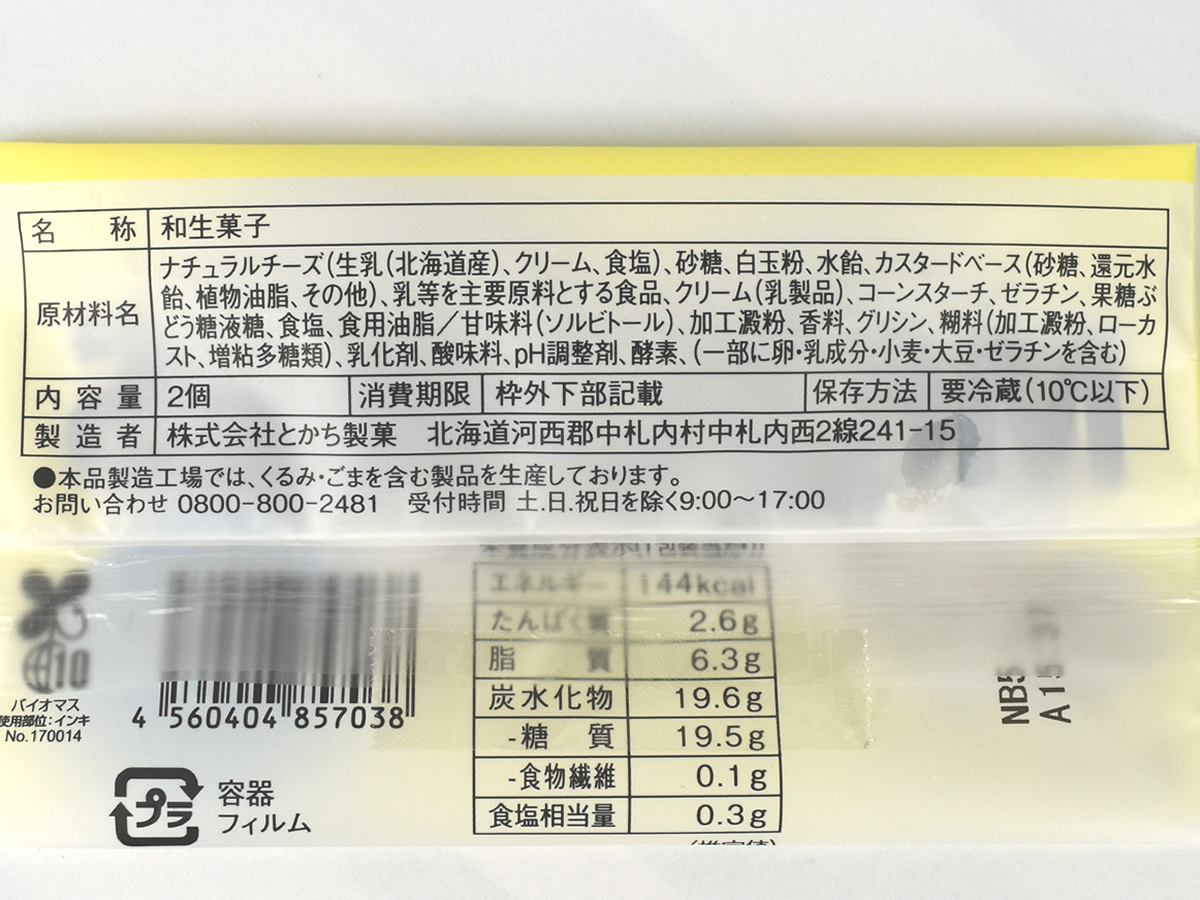 名称 和生菓子
原材料名
ナチュラルチーズ(生乳(北海道産)、クリーム、食塩)、砂糖、白玉粉、水飴、カスタードベース(砂糖、還元水
飴、植物油脂、その他)、乳等を主要原料とする食品、クリーム(乳製品)、コーンスターチ、ゼラチン、果糖ぶ
どう糖液糖、食塩、食用油脂/甘味料(ソルビトール)、加工澱粉、香料、グリシン、糊料(加工澱粉、ローカ
スト、増粘多糖類)、乳化剤、酸味料、pH調整剤、酵素、(一部に卵・乳成分・小麦・大豆・ゼラチンを含む)
内容量 2個 消費期限 枠外下部記載 保存方法 要冷蔵(10℃以下)
製造者 株式会社とかち製菓 北海道河西郡中札内村中札内西2線241-15
●本品製造工場では、くるみ・ごまを含む製品を生産しております。
お問い合わせ 0800-800-2481 受付時間 土.日.祝日を除く9:00〜17:00
エネルギー 144kcal
たんぱく質 2.6g
脂質 6.3g
炭水化物 19.6g
-糖質 19.5g
-食物繊維 0.1g
食塩相当量 0.3g
10
バイオマス
使用部位:インキ
No.170014
4 560404 857038
プラ
容器
フィルム
NB5
A15